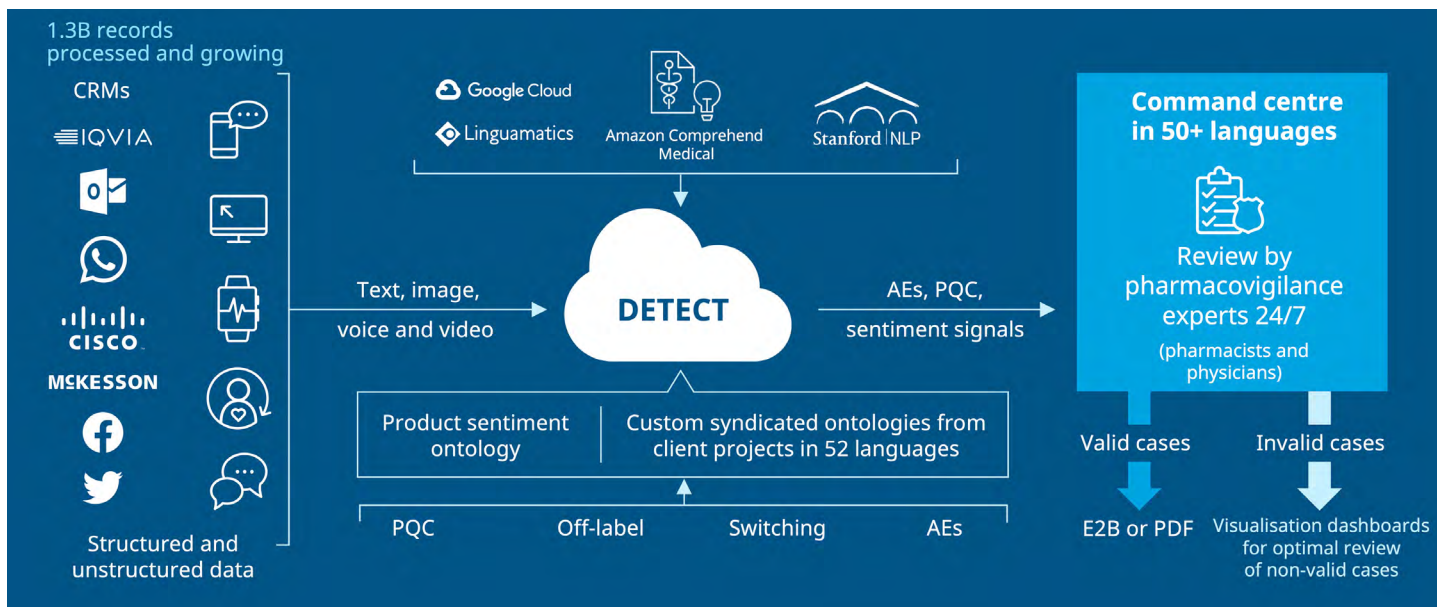 1.3B records
processed and growing
CRMs
IQVIA
O
CISCO
MCKESSON
Structured and
unstructured data
Text, image,
voice and video
Google Cloud
Linguamatics
Amazon Comprehend
Medical
Stanford NLP
DETECT
Product sentiment
ontology
Custom syndicated ontologies from
client projects in 52 languages
PQC
Off-label
Switching
AEs
AEs, PQC,
sentiment signals
Command centre
in 50+ languages
Review by
pharmacovigilance
experts 24/7
(pharmacists and
physicians)
Valid cases
Invalid cases
E2B or PDF
Visualisation dashboards
for optimal review
of non-valid cases